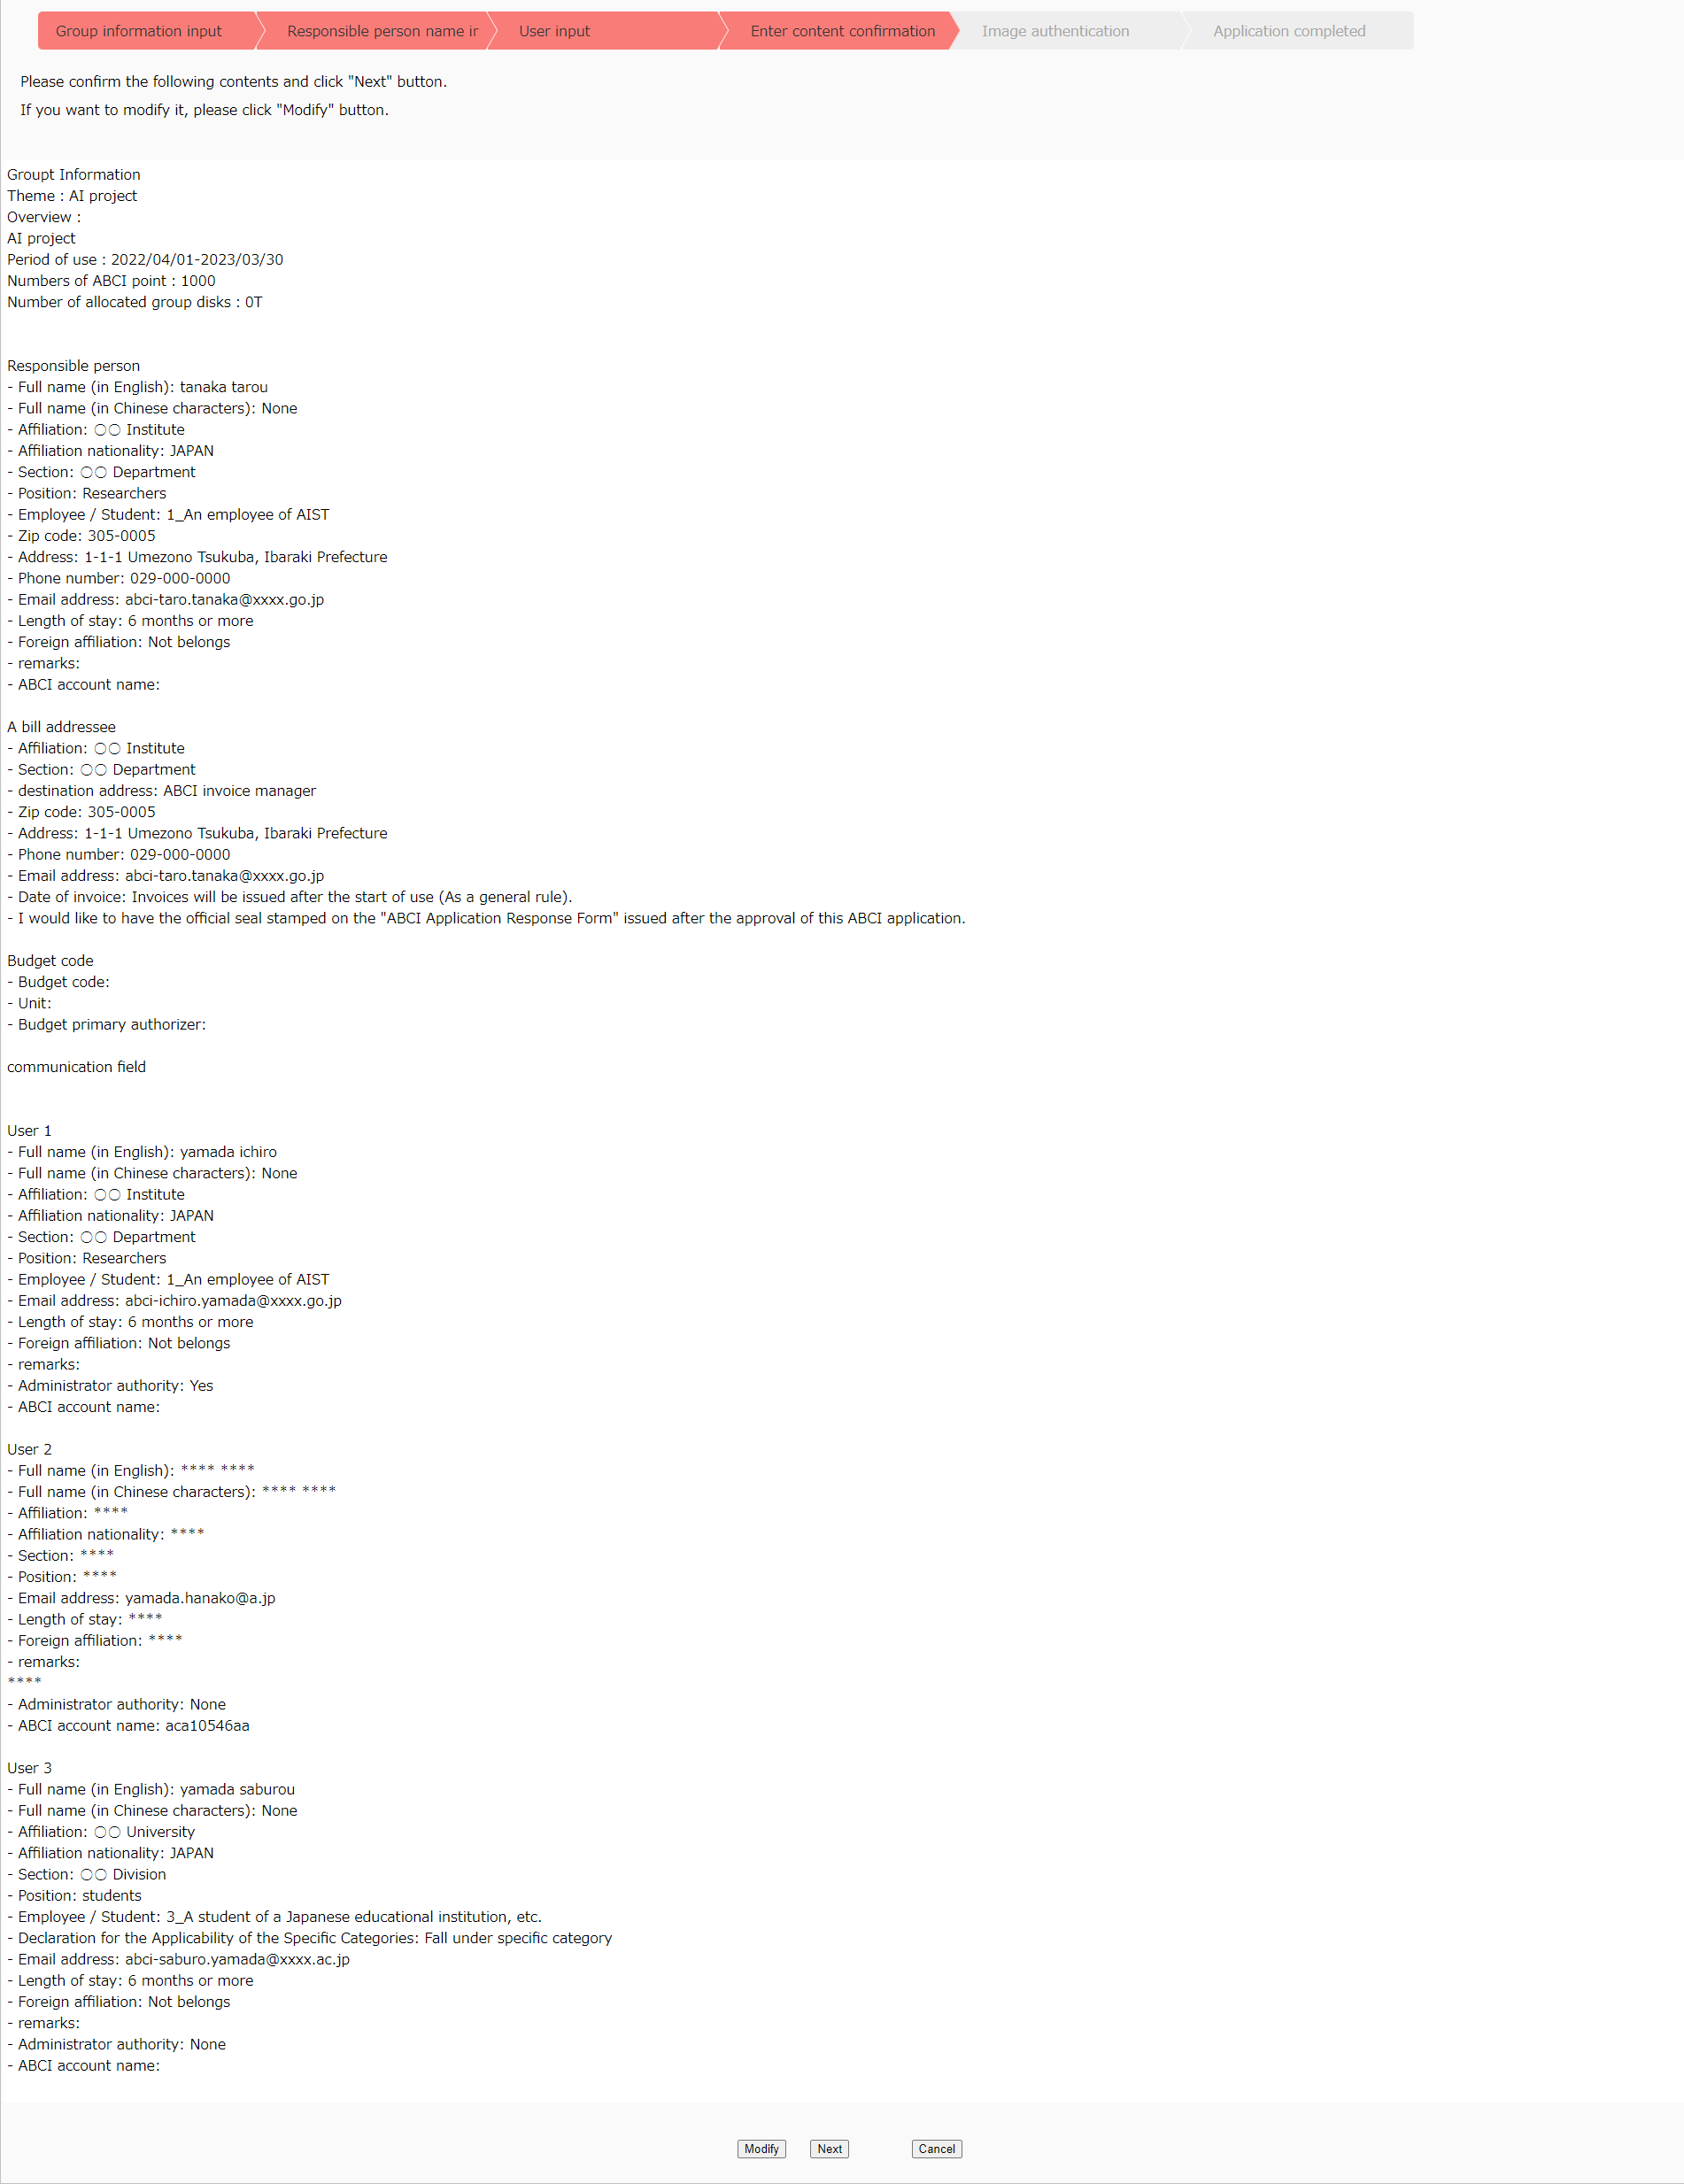 Group information input
Responsible person name ir
User input
Enter content confirmation
Image authentication
Application completed
Please confirm the following contents and click "Next" button.
If you want to modify it, please click "Modify" button.
Groupt Information
Theme : AI project
Overview :
AI project
Period of use : 2022/04/01-2023/03/30
Numbers of ABCI point : 1000
Number of allocated group disks : 0T
Responsible person
- Full name (in English): tanaka tarou
- Full name (in Chinese characters): None
- Affiliation: 〇〇 Institute
- Affiliation nationality: JAPAN
- Section: 〇〇 Department
- Position: Researchers
- Employee / Student: 1_An employee of AIST
- Zip code: 305-0005
- Address: 1-1-1 Umezono Tsukuba, Ibaraki Prefecture
- Phone number: 029-000-0000
- Email address: abci-taro.tanaka@xxxx.go.jp
- Length of stay: 6 months or more
- Foreign affiliation: Not belongs
- remarks:
- ABCI account name:
A bill addressee
- Affiliation: 〇〇 Institute
- Section: 〇〇 Department
- destination address: ABCI invoice manager
- Zip code: 305-0005
- Address: 1-1-1 Umezono Tsukuba, Ibaraki Prefecture
- Phone number: 029-000-0000
- Email address: abci-taro.tanaka@xxxx.go.jp
- Date of invoice: Invoices will be issued after the start of use (As a general rule).
- I would like to have the official seal stamped on the "ABCI Application Response Form" issued after the approval of this ABCI application.
Budget code
- Budget code:
- Unit:
- Budget primary authorizer:
communication field
User 1
- Full name (in English): yamada ichiro
- Full name (in Chinese characters): None
- Affiliation: 〇〇 Institute
- Affiliation nationality: JAPAN
- Section: 〇〇 Department
- Position: Researchers
- Employee / Student: 1_An employee of AIST
- Email address: abci-ichiro.yamada@xxxx.go.jp
- Length of stay: 6 months or more
- Foreign affiliation: Not belongs
- remarks:
- Administrator authority: Yes
- ABCI account name:
User 2
- Full name (in English): **** ****
- Full name (in Chinese characters): **** ****
- Affiliation: ****
- Affiliation nationality: ****
- Section: ****
- Position: ****
- Email address: yamada.hanako@a.jp
- Length of stay: ****
- Foreign affiliation: ****
- remarks:
****
- Administrator authority: None
- ABCI account name: aca10546aa
User 3
- Full name (in English): yamada saburou
- Full name (in Chinese characters): None
- Affiliation: 〇〇 University
- Affiliation nationality: JAPAN
- Section: 〇〇 Division
- Position: students
- Employee / Student: 3_A student of a Japanese educational institution, etc.
- Declaration for the Applicability of the Specific Categories: Fall under specific category
- Email address: abci-saburo.yamada@xxxx.ac.jp
- Length of stay: 6 months or more
- Foreign affiliation: Not belongs
- remarks:
- Administrator authority: None
- ABCI account name:
Modify
Next
Cancel